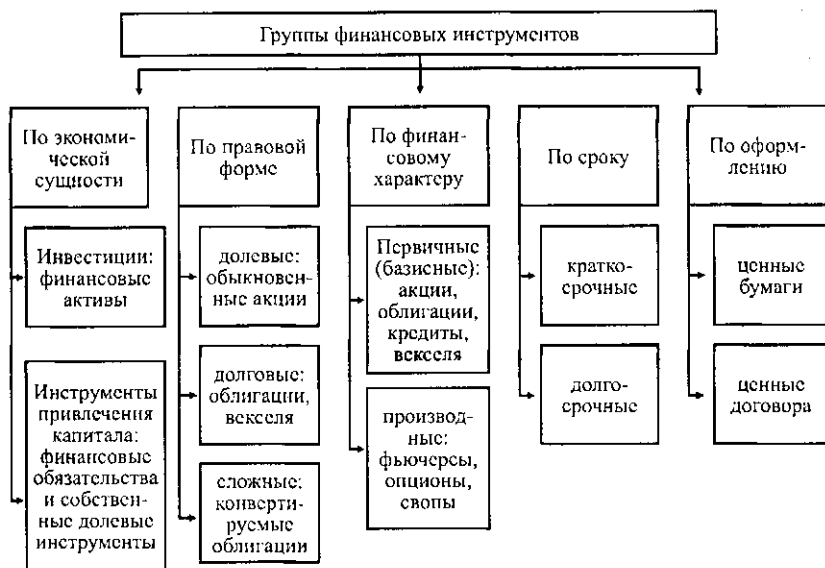 Группы финансовых инструментов
По экономи-
ческой
сущности
Инвестиции:
финансовые
активы
Инструменты
привлечения
капитала:
финансовые
обязательства
и собствен-
ные долевые
инструменты
По правовой
форме
долевые:
обыкновен-
ные акции
долговые:
облигации,
векселя
сложные:
конверти-
руемые
облигации
По финан-
совому
характеру
Первичные
(базисные):
акции,
облигации,
кредиты,
векселя
производ-
ные:
фьючерсы,
опционы,
свопы
По сроку
кратко-
срочные
долго-
срочные
По оформ-
лению
ценные
бумаги
ценные
договора